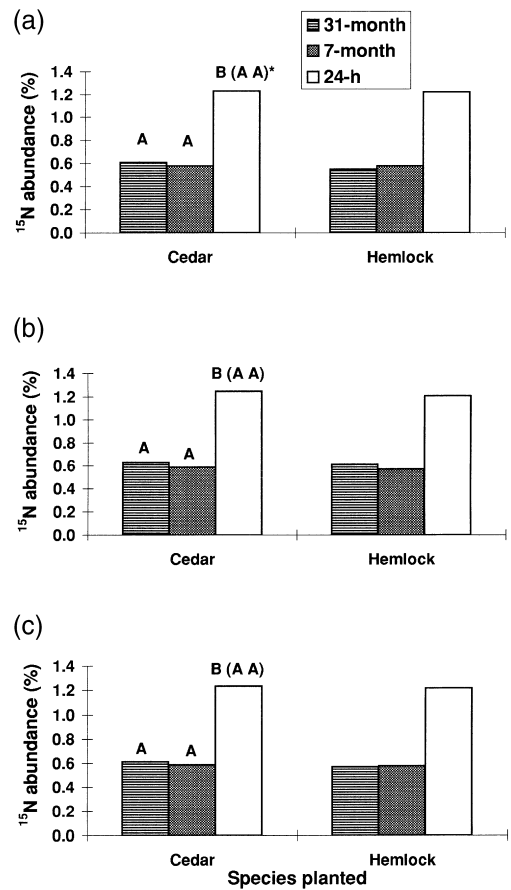 (a)
31-month
7-month
24-h
¹⁵N abundance (%)
1.4
1.2
1.0
0.8
0.6
0.4
0.2
0.0
B (A A)*
A A
Cedar Hemlock
(b)
¹⁵N abundance (%)
1.4
1.2
1.0
0.8
0.6
0.4
0.2
0.0
B (A A)
A A
Cedar Hemlock
(c)
¹⁵N abundance (%)
1.4
1.2
1.0
0.8
0.6
0.4
0.2
0.0
B (A A)
A A
Cedar Hemlock
Species planted